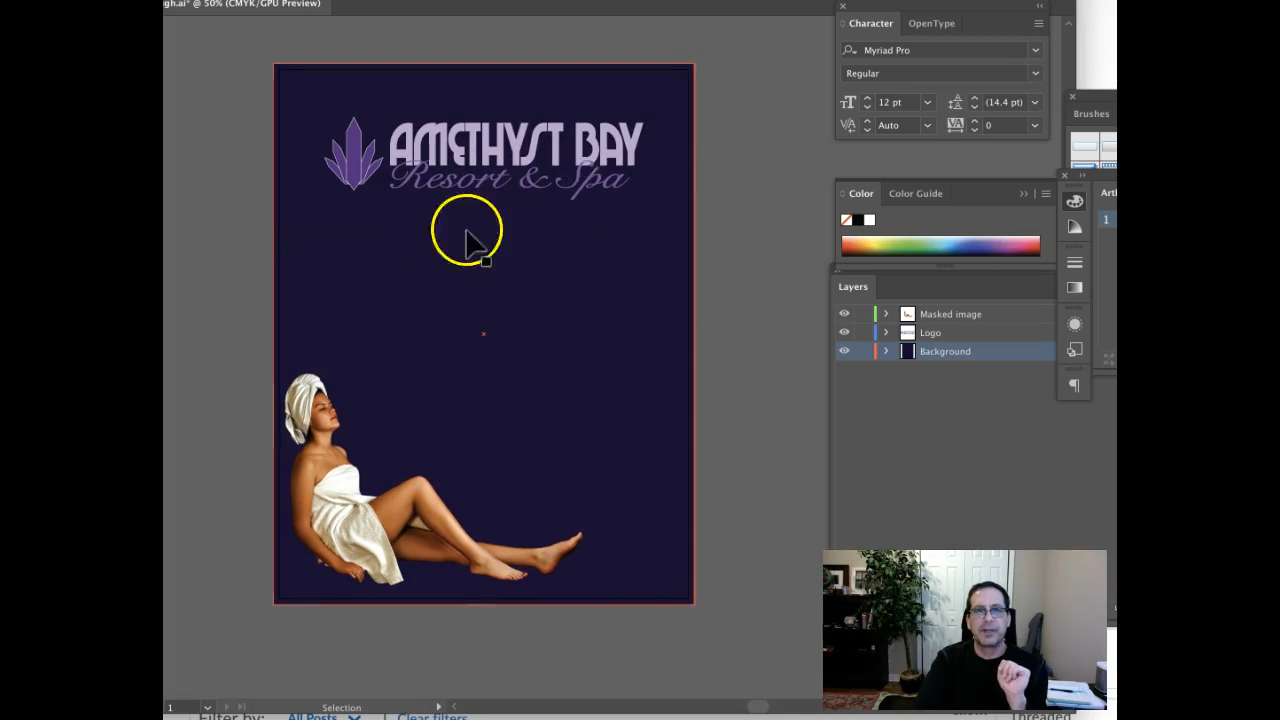 gh.ai* @ 50% (CMYK/GPU Preview)
Character
OpenType
Myriad Pro
Regular
12 pt
(14.4 pt)
Auto
0
Brushes
AMETHYST BAY
Resort & Spa
Color
Color Guide
1
Layers
Masked image
Logo
Background
1
Selection
Filter by:
All Posts
Clear filters
Threaded